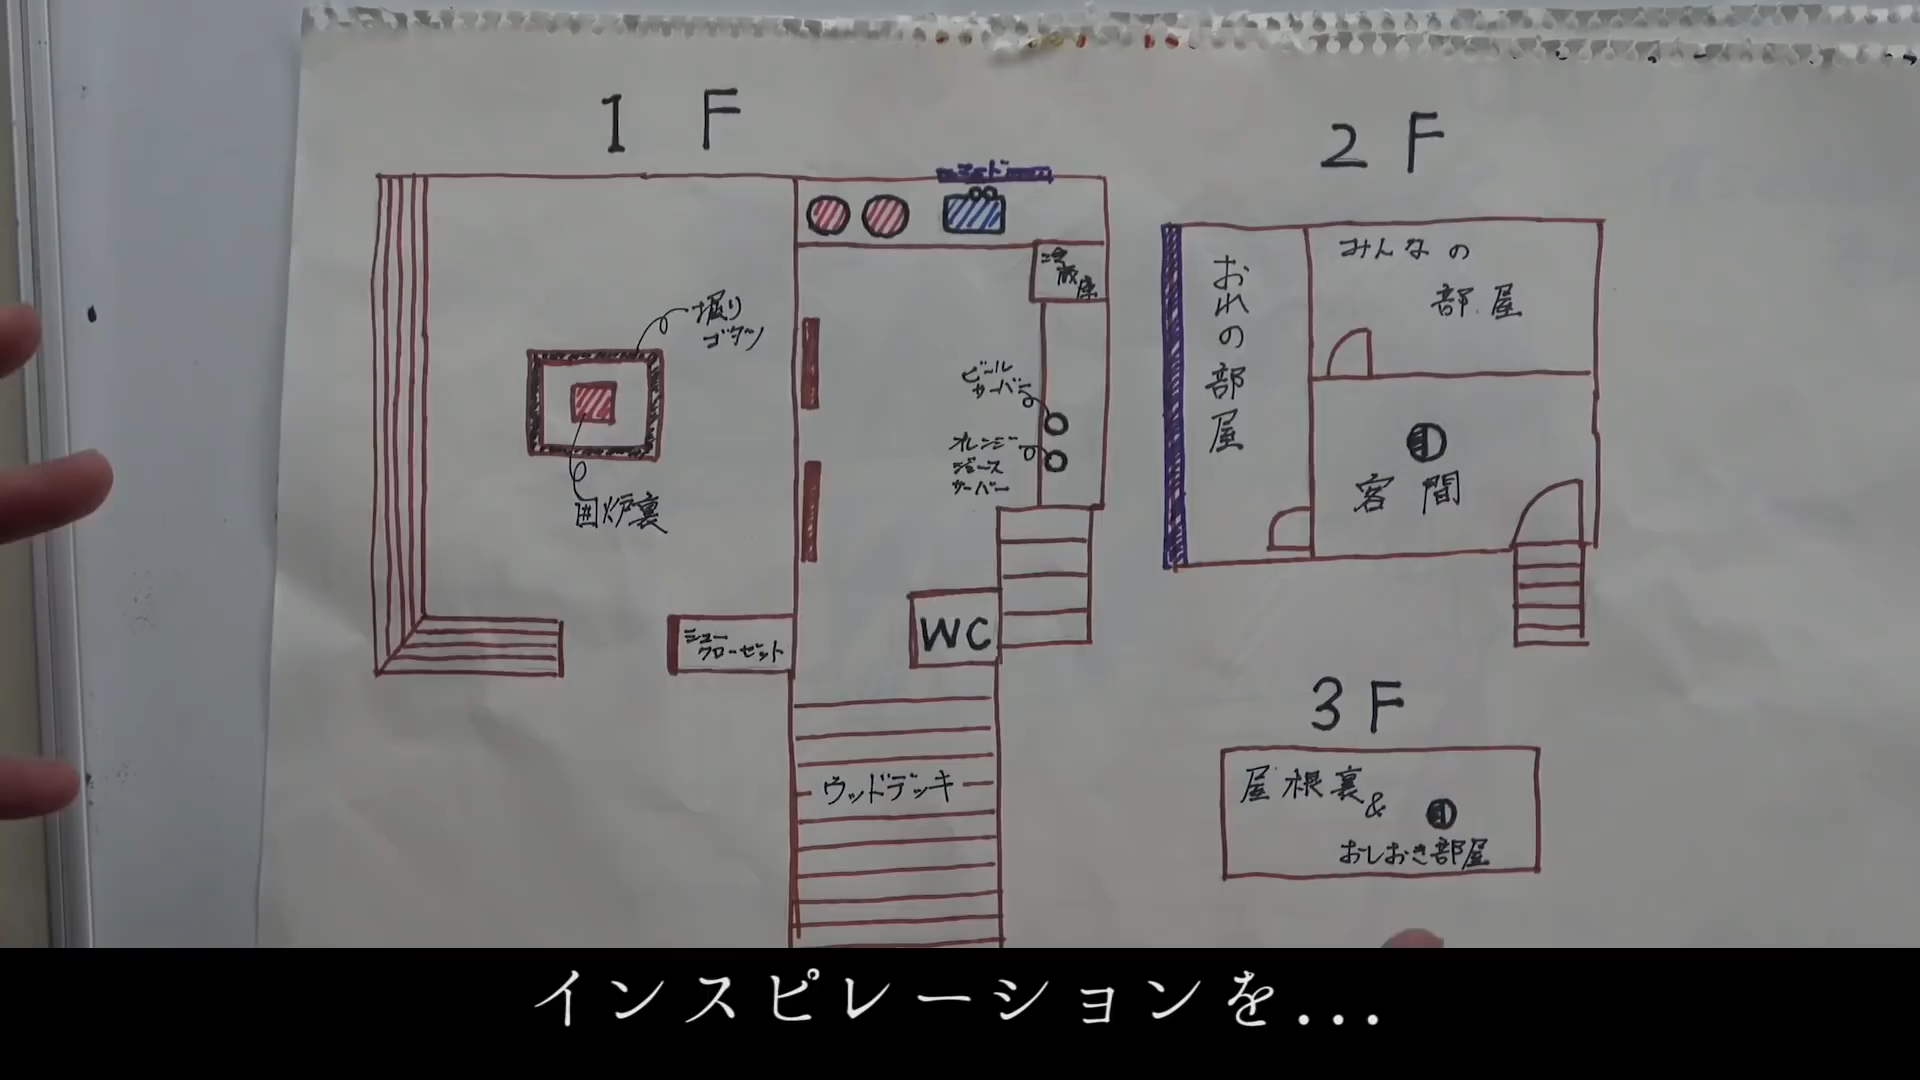 1 F
2 F
マド
冷
蔵
庫
掘り
ゴタツ
囲炉裏
ビール
サーバ
オレンジ
ジュース
サーバー
シュー
クローゼット
WC
ウッドデッキ
おれの部屋
みんなの
部屋
客間
3F
屋根裏
&
おしおき部屋
インスピレーションを...